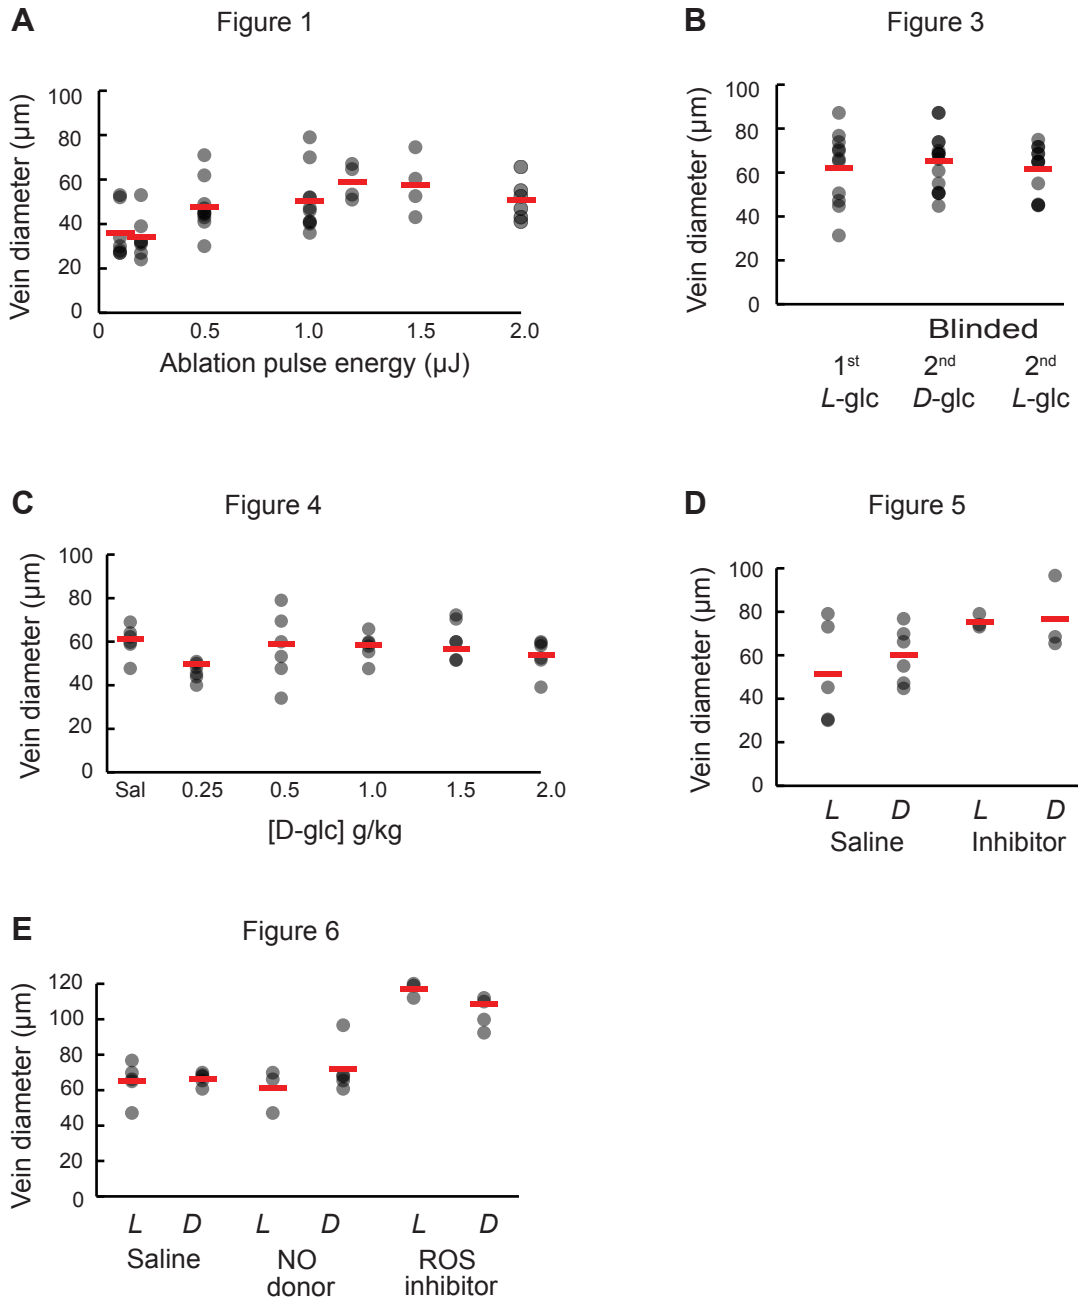 A Figure 1
Vein diameter (µm)
100
80
60
40
20
0
0 0.5 1.0 1.5 2.0
Ablation pulse energy (µJ)
B Figure 3
Vein diameter (µm)
100
80
60
40
20
0
Blinded
1st 2nd 2nd
L-glc D-glc L-glc
C Figure 4
Vein diameter (µm)
100
80
60
40
20
0
Sal 0.25 0.5 1.0 1.5 2.0
[D-glc] g/kg
D Figure 5
Vein diameter (µm)
100
80
60
40
20
0
L D L D
Saline Inhibitor
E Figure 6
Vein diameter (µm)
120
100
80
60
40
20
0
L D L D L D
Saline NO ROS
donor inhibitor